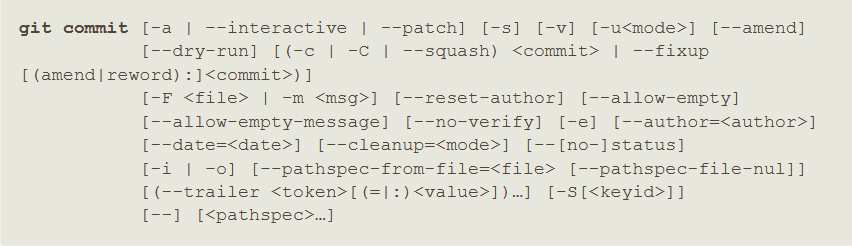 git commit [-a | --interactive | --patch] [-s] [-v] [-u<mode>] [--amend]
[--dry-run] [(-c | -C | --squash) <commit> | --fixup
[(amend|reword):]<commit>)]
[-F <file> | -m <msg>] [--reset-author] [--allow-empty]
[--allow-empty-message] [--no-verify] [-e] [--author=<author>]
[--date=<date>] [--cleanup=<mode>] [--[no-]status]
[-i | -o] [--pathspec-from-file=<file> [--pathspec-file-nul]]
[(--trailer <token>[(=|:)<value>])…] [-S[<keyid>]]
[--] [<pathspec>…]